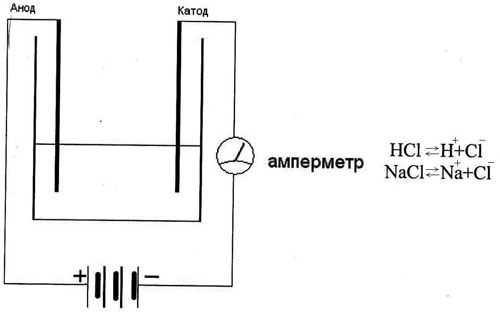 Анод
Катод
амперметр
HCl⇄H⁺+Cl⁻
NaCl⇄Na⁺+Cl⁻
+ −